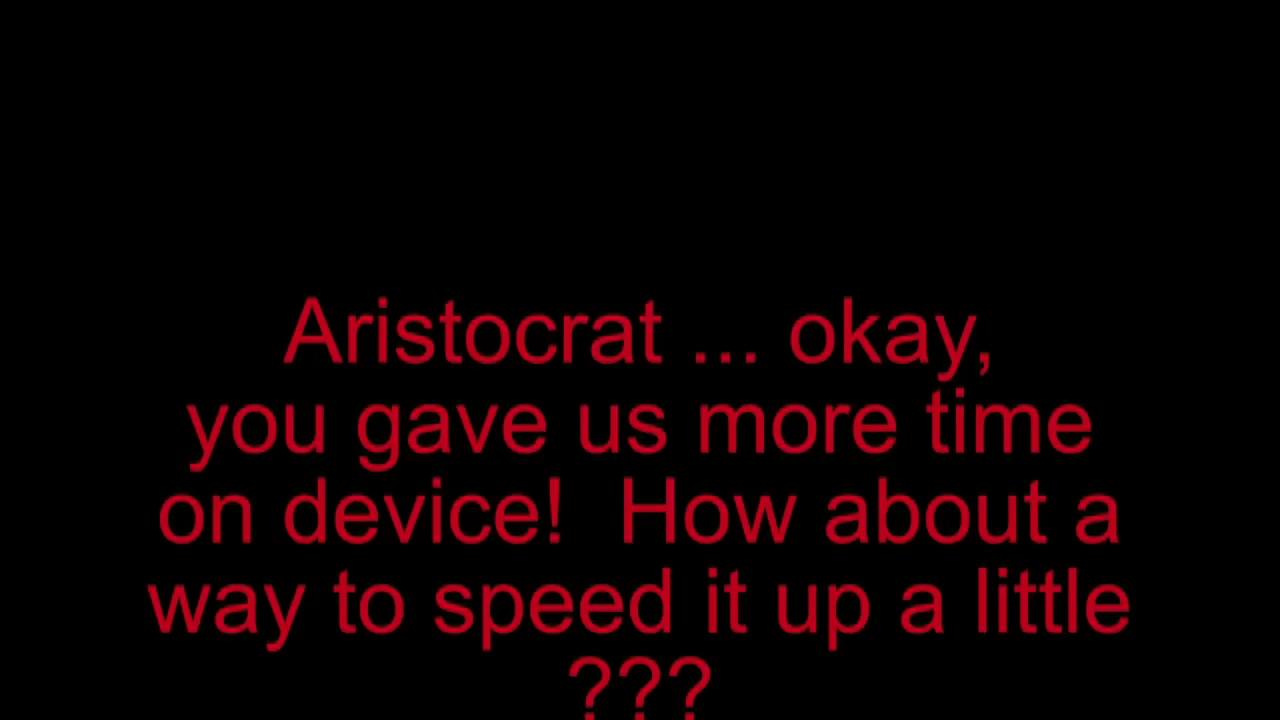 Aristocrat ... okay,
you gave us more time
on device!  How about a
way to speed it up a little
???